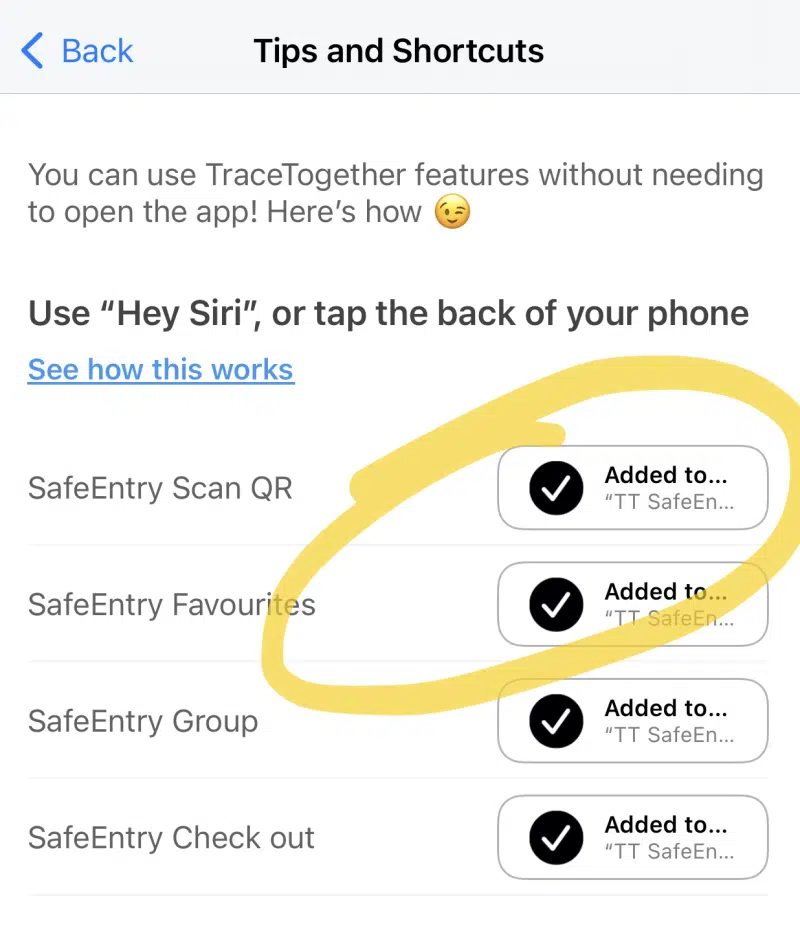 Back
Tips and Shortcuts
You can use TraceTogether features without needing
to open the app! Here’s how 😉
Use “Hey Siri”, or tap the back of your phone
See how this works
SafeEntry Scan QR
Added to...
“TT SafeEn...
SafeEntry Favourites
Added to...
“TT SafeEn...
SafeEntry Group
Added to...
“TT SafeEn...
SafeEntry Check out
Added to...
“TT SafeEn...